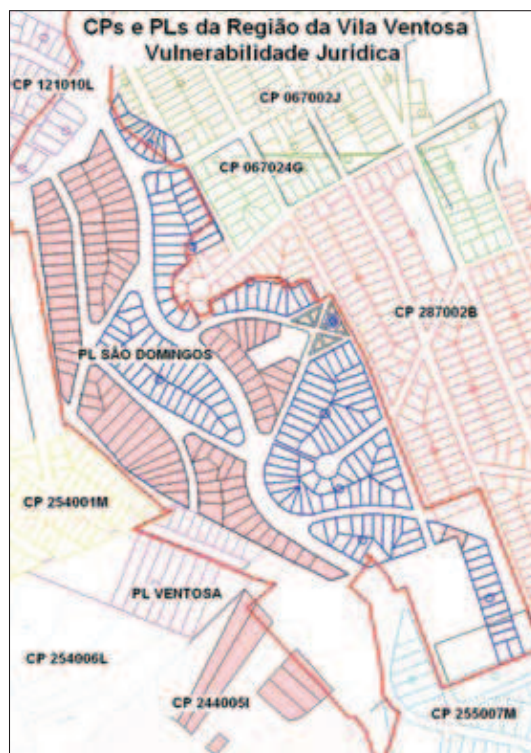 CPs e PLs da Região da Vila Ventosa
Vulnerabilidade Jurídica
CP 121010L
CP 067002J
CP 067024G
CP 287002B
PL SÃO DOMINGOS
CP 254001M
PL VENTOSA
CP 254006L
CP 244005I
CP 255007M